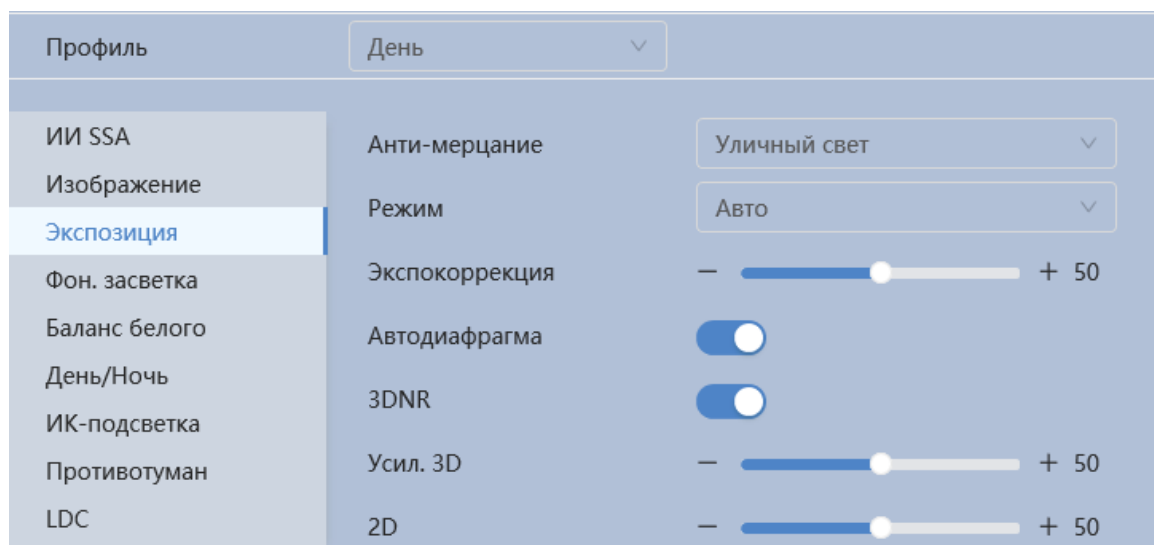 Профиль День
ИИ SSA
Изображение
Экспозиция
Фон. засветка
Баланс белого
День/Ночь
ИК-подсветка
Противотуман
LDC
Анти-мерцание Уличный свет
Режим Авто
Экспокоррекция − + 50
Автодиафрагма
3DNR
Усил. 3D − + 50
2D − + 50